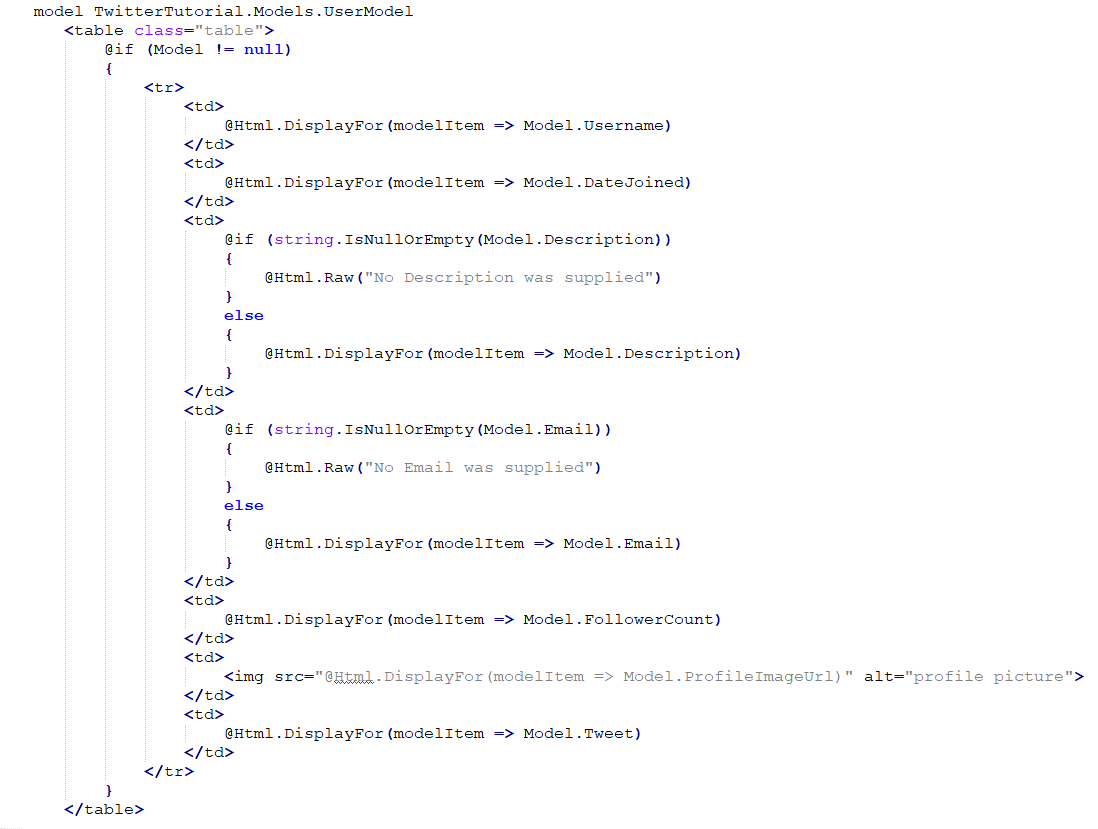 model TwitterTutorial.Models.UserModel
<table class="table">
@if (Model != null)
{
<tr>
<td>
@Html.DisplayFor(modelItem => Model.Username)
</td>
<td>
@Html.DisplayFor(modelItem => Model.DateJoined)
</td>
<td>
@if (string.IsNullOrEmpty(Model.Description))
{
@Html.Raw("No Description was supplied")
}
else
{
@Html.DisplayFor(modelItem => Model.Description)
}
</td>
<td>
@if (string.IsNullOrEmpty(Model.Email))
{
@Html.Raw("No Email was supplied")
}
else
{
@Html.DisplayFor(modelItem => Model.Email)
}
</td>
<td>
@Html.DisplayFor(modelItem => Model.FollowerCount)
</td>
<td>
<img src="@Html.DisplayFor(modelItem => Model.ProfileImageUrl)" alt="profile picture">
</td>
<td>
@Html.DisplayFor(modelItem => Model.Tweet)
</td>
</tr>
}
</table>